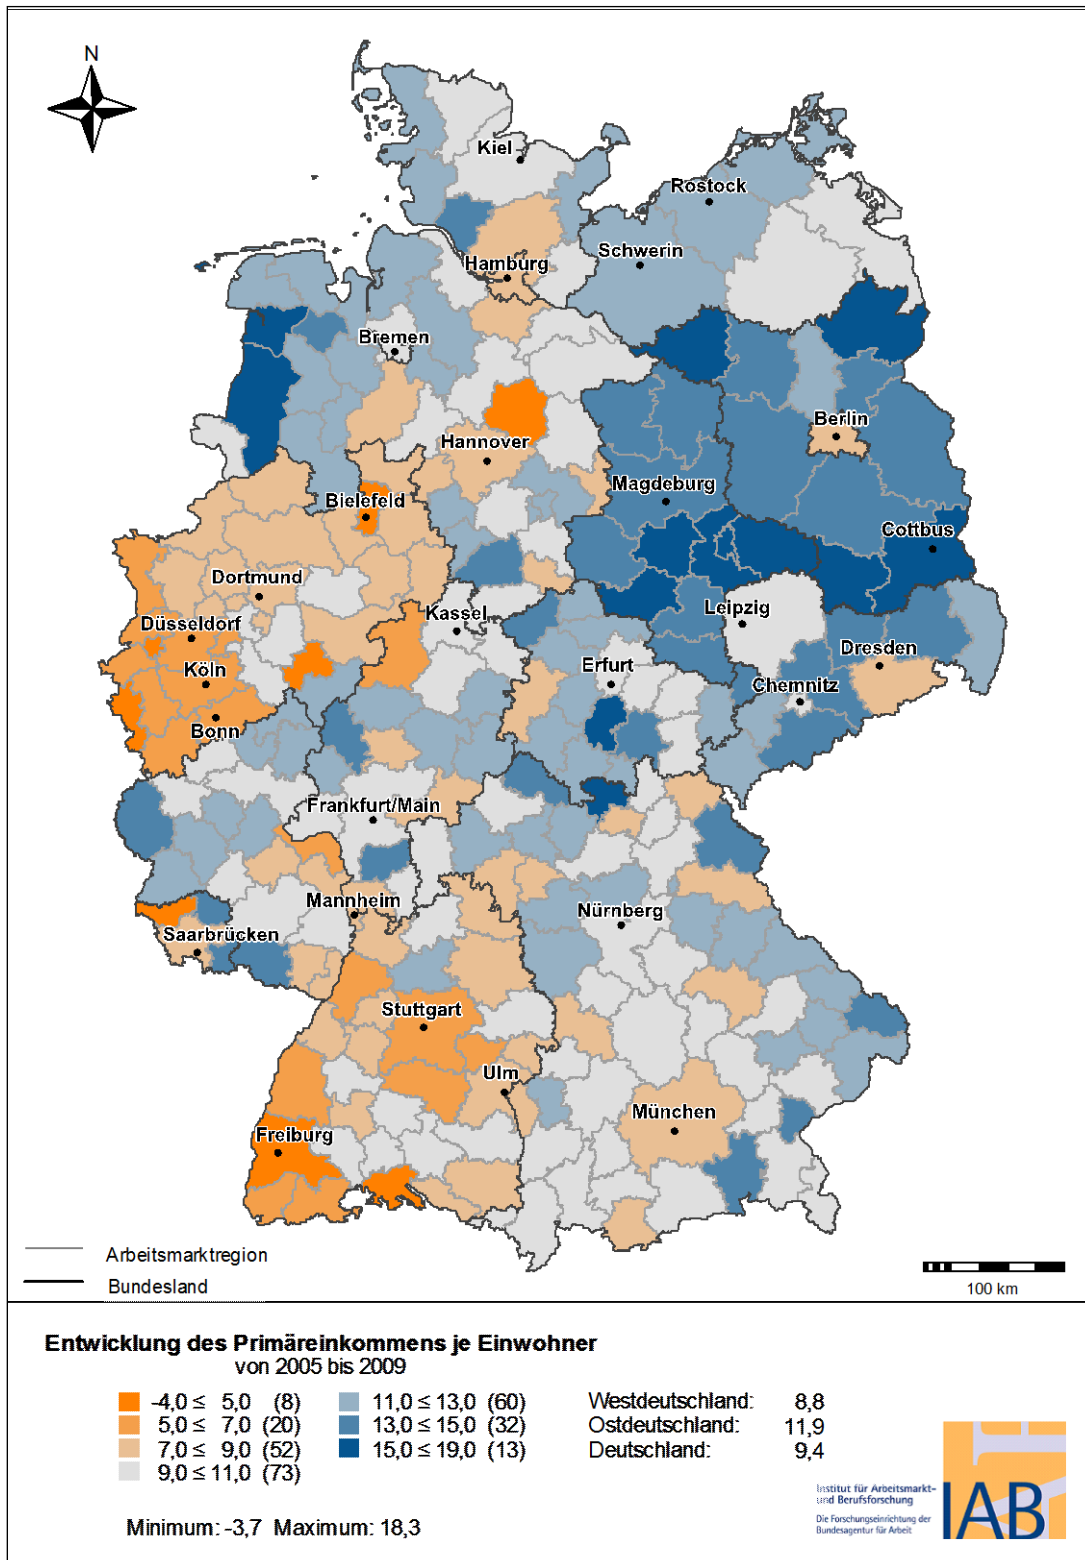 N
Kiel
Rostock
Schwerin
Hamburg
Bremen
Berlin
Hannover
Magdeburg
Bielefeld
Cottbus
Dortmund
Leipzig
Düsseldorf
Kassel
Dresden
Köln
Erfurt
Chemnitz
Bonn
Frankfurt/Main
Mannheim
Nürnberg
Saarbrücken
Stuttgart
Ulm
München
Freiburg
Arbeitsmarktregion
Bundesland
100 km
Entwicklung des Primäreinkommens je Einwohner
von 2005 bis 2009
-4,0 ≤ 5,0 (8)
5,0 ≤ 7,0 (20)
7,0 ≤ 9,0 (52)
9,0 ≤ 11,0 (73)
11,0 ≤ 13,0 (60)
13,0 ≤ 15,0 (32)
15,0 ≤ 19,0 (13)
Westdeutschland: 8,8
Ostdeutschland: 11,9
Deutschland: 9,4
Minimum: -3,7 Maximum: 18,3
Institut für Arbeitsmarkt-
und Berufsforschung
Die Forschungseinrichtung der
Bundesagentur für Arbeit
IAB